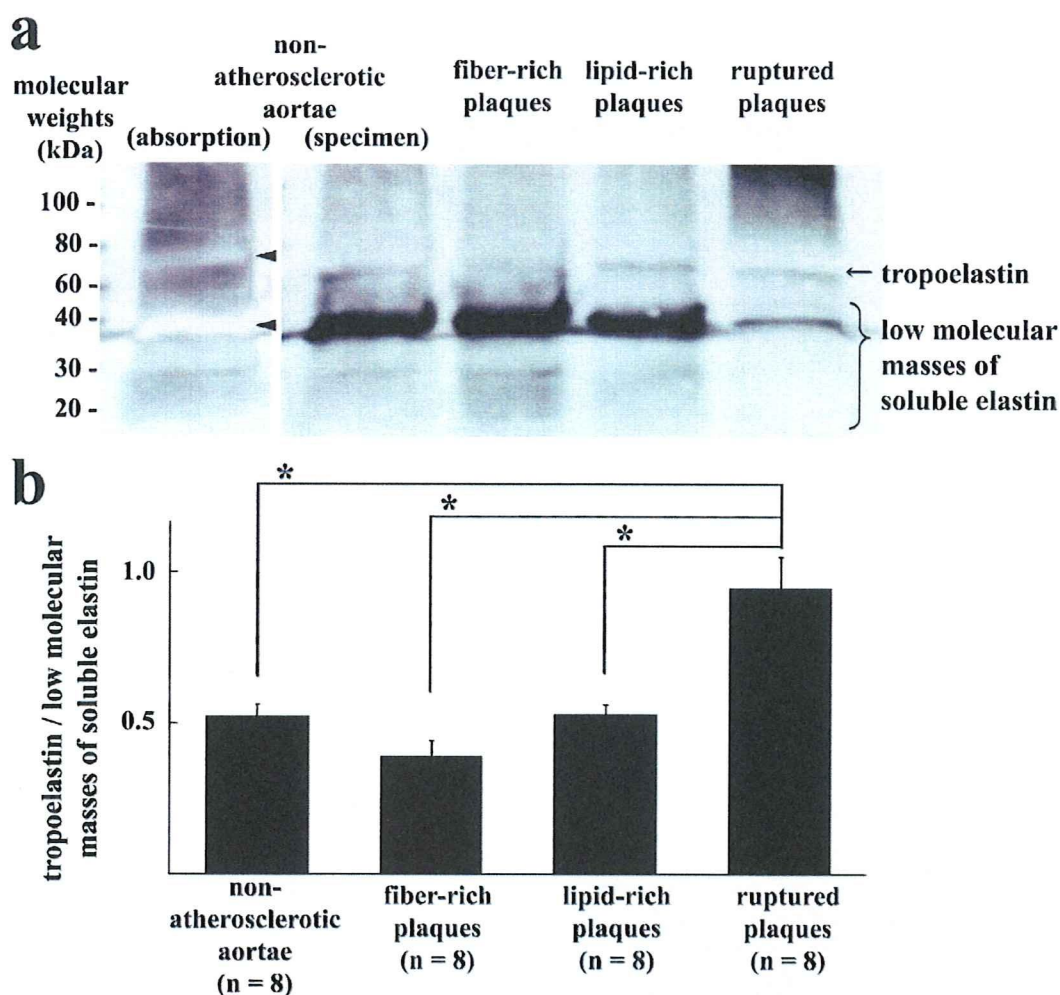 a
non-
atherosclerotic
aortae
molecular
weights
(kDa)
(absorption)
(specimen)
fiber-rich
plaques
lipid-rich
plaques
ruptured
plaques
100 -
80 -
60 -
40 -
30 -
20 -
← tropoelastin
low molecular
masses of
soluble elastin
b
* 
*
*
tropoelastin / low molecular
masses of soluble elastin
1.0
0.5
non-
atherosclerotic
aortae
(n = 8)
fiber-rich
plaques
(n = 8)
lipid-rich
plaques
(n = 8)
ruptured
plaques
(n = 8)